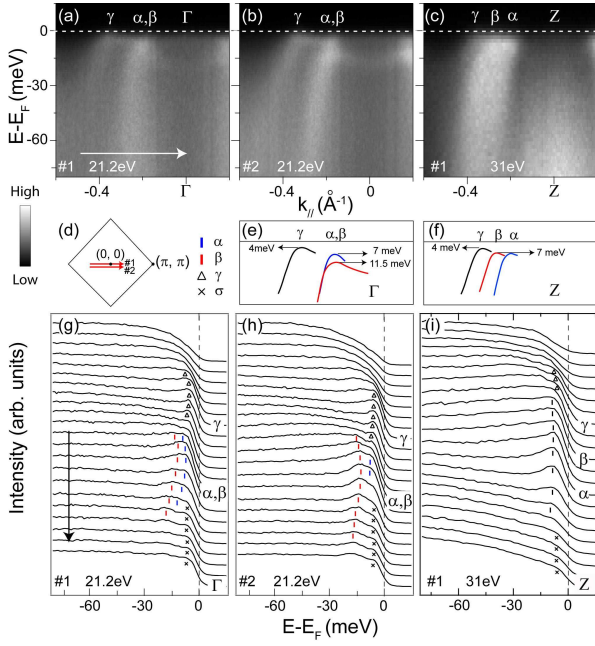 (a) γ α,β Γ
(b) γ α,β
(c) γ β α Z
E-E_F (meV)
0
-30
-60
#1 21.2eV
#2 21.2eV
#1 31eV
-0.4 Γ
-0.4 0
-0.4 Z
k_// (Å⁻¹)
High
Low
(d)
(0, 0)
#1
#2
(π, π)
α
β
γ
σ
(e) γ α,β
4meV
7 meV
11.5 meV
Γ
(f) γ β α
4 meV
7 meV
Z
Intensity (arb. units)
(g)
γ
α,β
#1 21.2eV Γ
(h)
γ
α,β
#2 21.2eV
(i)
γ
β
α
#1 31eV Z
-60 -30 0
-60 -30 0
-60 -30 0
E-E_F (meV)